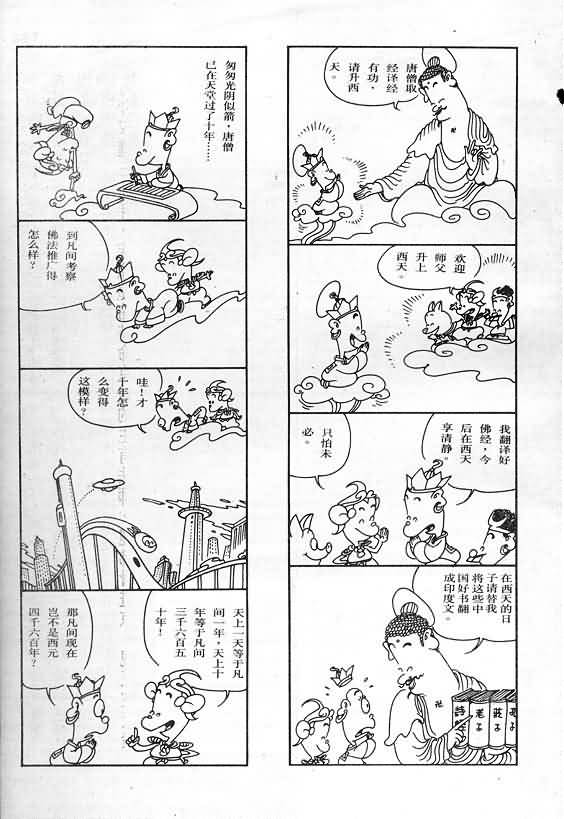 唐僧取
经译经
有功，
请升西
天。
欢迎
师父
升上
西天。
我翻译好
佛经，今
后在西天
享清静。
只怕未
必。
在西天的日
子请替我
将这些中
国好书翻
成印度文。
莊子
老子
匆匆光阴似箭，唐僧
已在天堂过了十年……
到凡间考察
佛法推广得
怎么样？
哇！才
十年怎
么变得
这模样？
天上一天等于凡
间一年，天上十
年等于凡间
三千六百五
十年！
那凡间现在
岂不是西元
四千六百年？